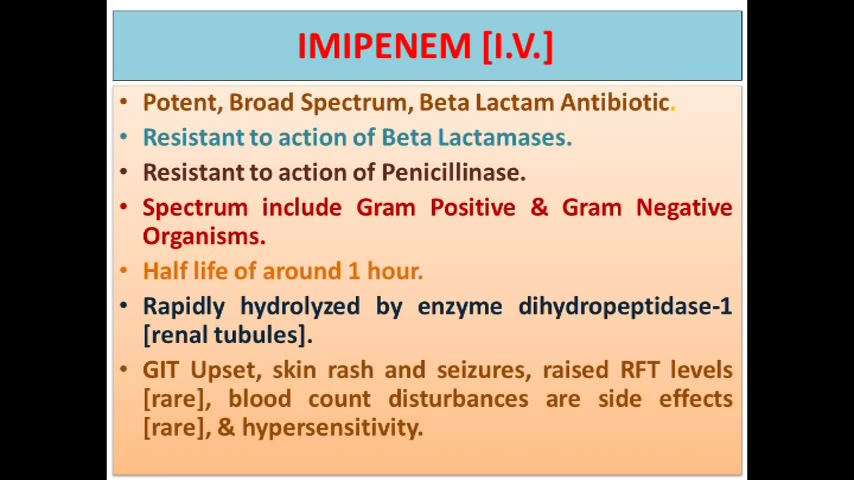 IMIPENEM [I.V.]
• Potent, Broad Spectrum, Beta Lactam Antibiotic.
• Resistant to action of Beta Lactamases.
• Resistant to action of Penicillinase.
• Spectrum include Gram Positive & Gram Negative
Organisms.
• Half life of around 1 hour.
• Rapidly hydrolyzed by enzyme dihydropeptidase-1
[renal tubules].
• GIT Upset, skin rash and seizures, raised RFT levels
[rare], blood count disturbances are side effects
[rare], & hypersensitivity.